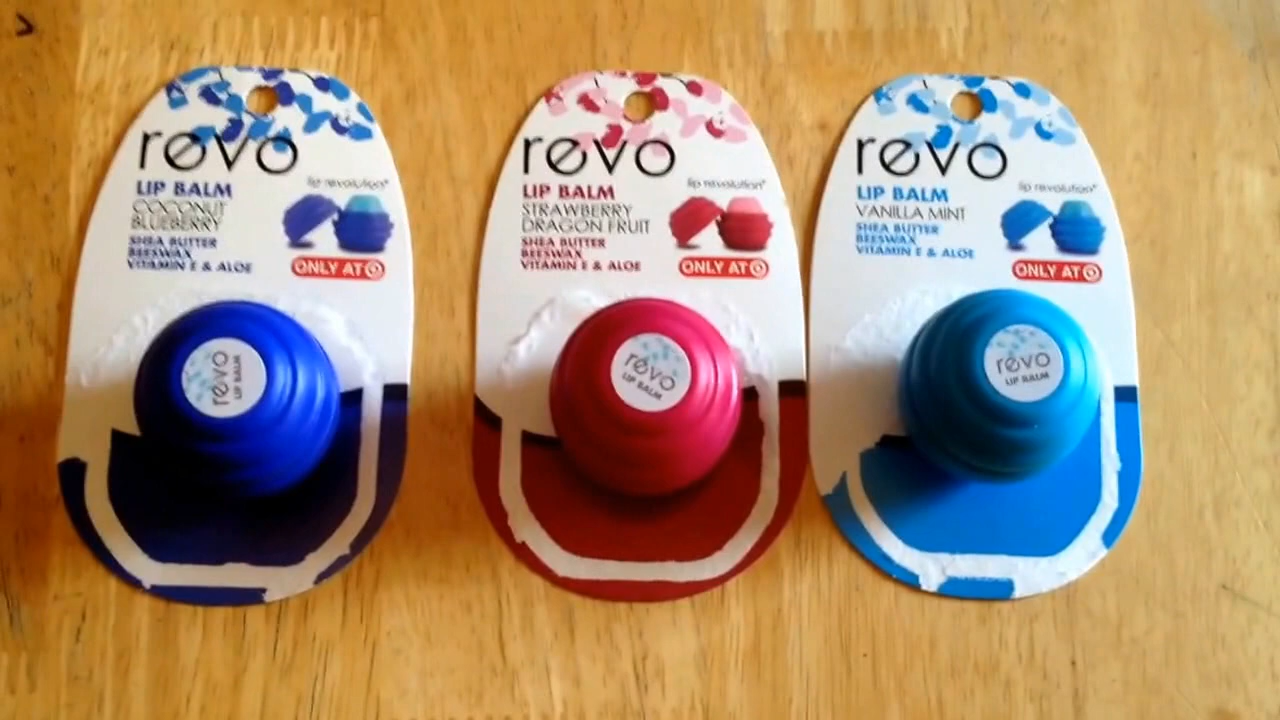 revo
lip revolution*
LIP BALM
COCONUT
BLUEBERRY
SHEA BUTTER
BEESWAX
VITAMIN E & ALOE
ONLY AT
revo
LIP BALM
revo
lip revolution*
LIP BALM
STRAWBERRY
DRAGON FRUIT
SHEA BUTTER
BEESWAX
VITAMIN E & ALOE
ONLY AT
revo
LIP BALM
revo
lip revolution*
LIP BALM
VANILLA MINT
SHEA BUTTER
BEESWAX
VITAMIN E & ALOE
ONLY AT
revo
LIP BALM